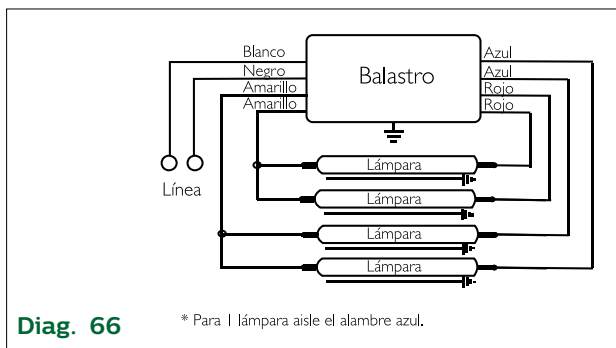 Blanco
Negro
Amarillo
Amarillo
Balastro
Azul
Azul
Rojo
Rojo
Línea
Lámpara
Lámpara
Lámpara
Lámpara
Diag. 66
* Para 1 lámpara aisle el alambre azul.